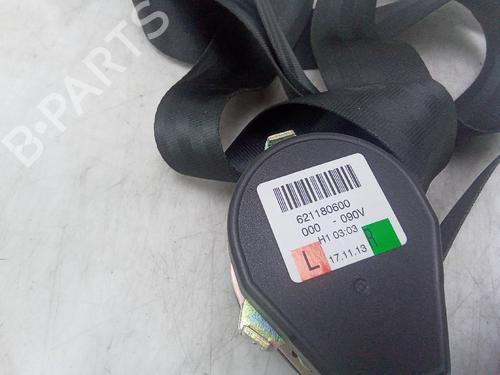 B-PARTS
621180600
000 - 090V
H1 03:03
L 17.11.13 R